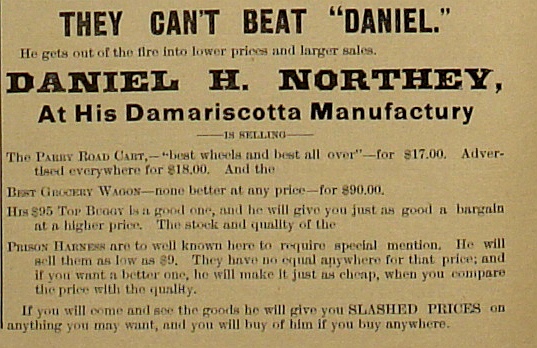 THEY CAN'T BEAT "DANIEL."
He gets out of the fire into lower prices and larger sales.
DANIEL H. NORTHEY,
At His Damariscotta Manufactury
——IS SELLING——
The PARRY ROAD CART,—"best wheels and best all over"—for $17.00. Adver-
tised everywhere for $18.00. And the
BEST GROCERY WAGON—none better at any price—for $90.00.
HIS $95 TOP BUGGY is a good one, and he will give you just as good a bargain
at a higher price. The stock and quality of the
PRISON HARNESS are to well known here to require special mention. He will
sell them as low as $9. They have no equal anywhere for that price; and
if you want a better one, he will make it just as cheap, when you compare
the price with the quality.
If you will come and see the goods he will give you SLASHED PRICES on
anything you may want, and you will buy of him if you buy anywhere.